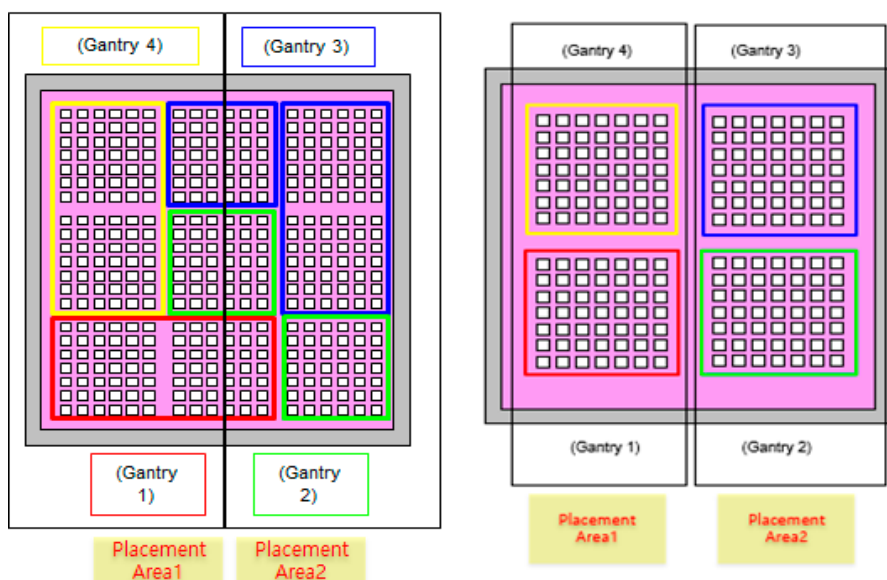 (Gantry 4)
(Gantry 3)
(Gantry
1)
(Gantry
2)
Placement
Area1
Placement
Area2
(Gantry 4)
(Gantry 3)
(Gantry 1)
(Gantry 2)
Placement
Area1
Placement
Area2